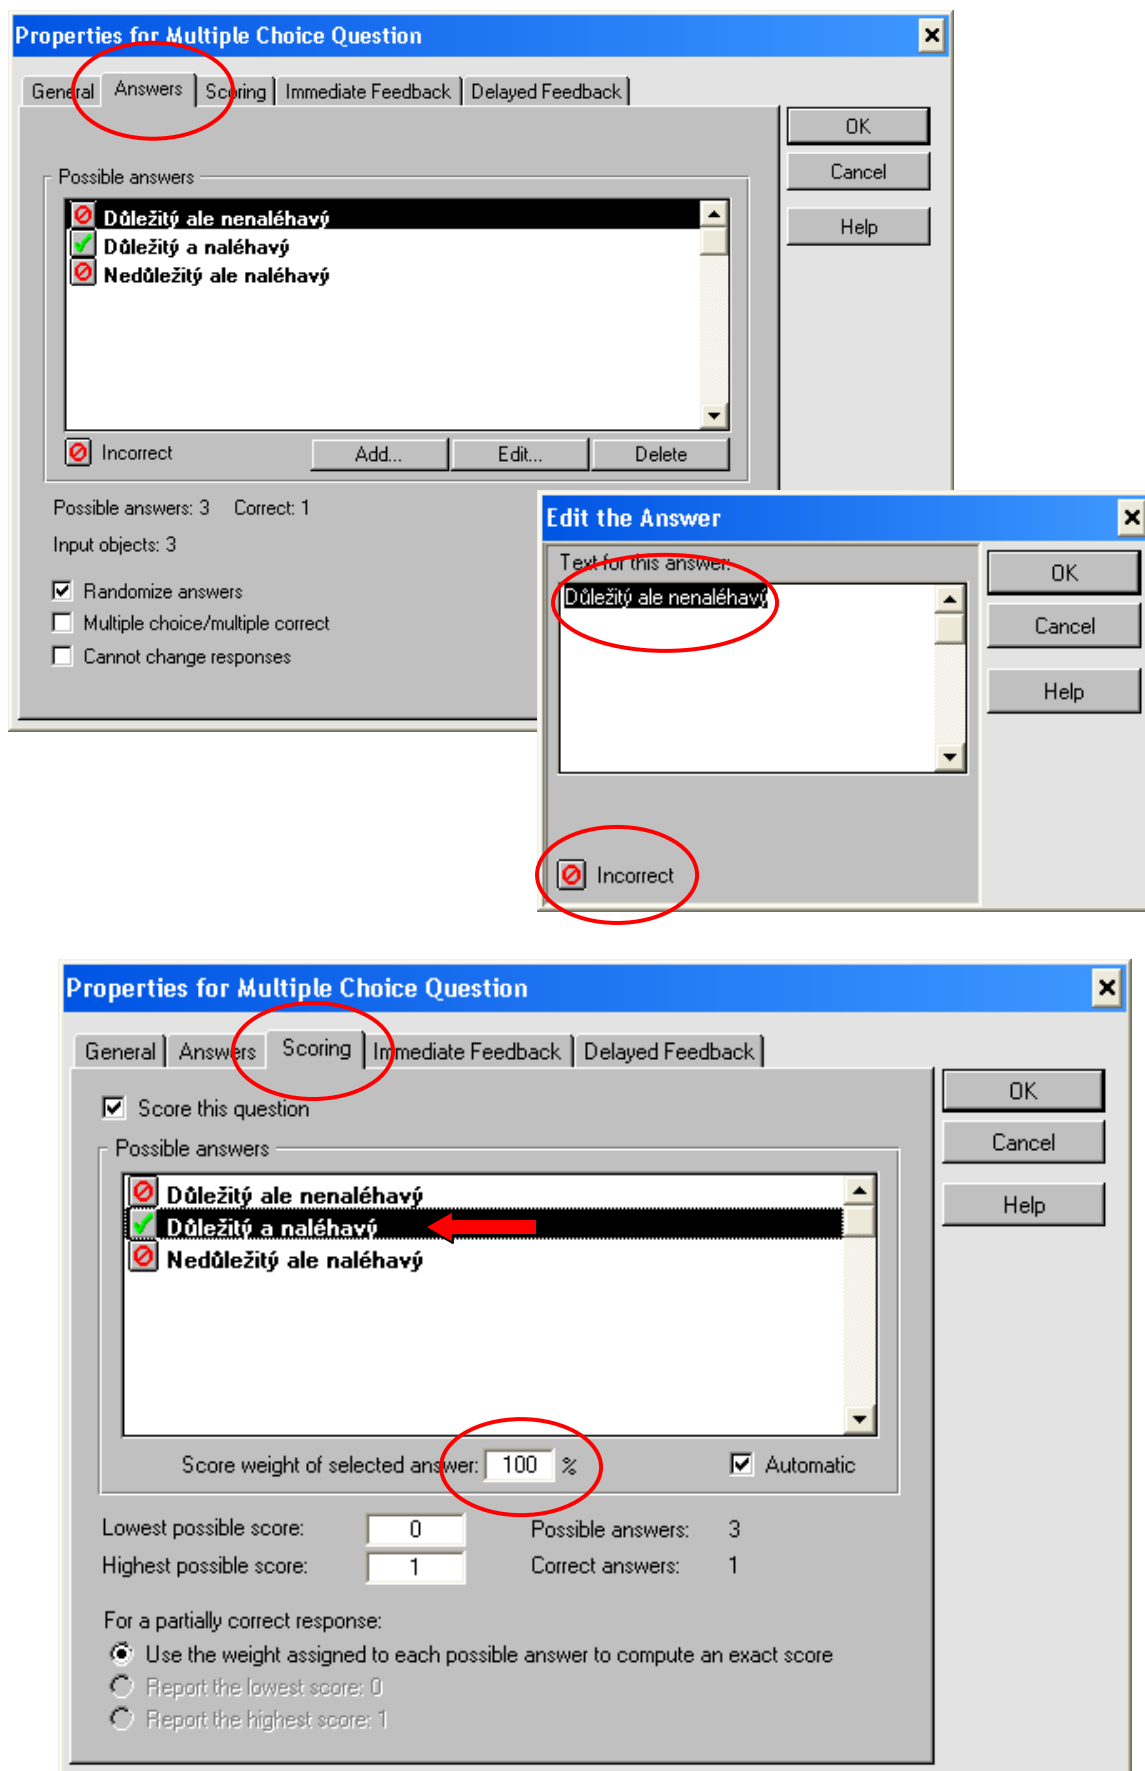 Properties for Multiple Choice Question
General Answers Scoring Immediate Feedback Delayed Feedback
OK
Cancel
Help
Possible answers
Důležitý ale nenaléhavý
Důležitý a naléhavý
Nedůležitý ale naléhavý
Incorrect Add... Edit... Delete
Possible answers: 3 Correct: 1
Input objects: 3
Randomize answers
Multiple choice/multiple correct
Cannot change responses
Edit the Answer
Text for this answer:
Důležitý ale nenaléhavý
OK
Cancel
Help
Incorrect
Properties for Multiple Choice Question
General Answers Scoring Immediate Feedback Delayed Feedback
OK
Cancel
Help
Score this question
Possible answers
Důležitý ale nenaléhavý
Důležitý a naléhavý
Nedůležitý ale naléhavý
Score weight of selected answer: 100 % Automatic
Lowest possible score: 0 Possible answers: 3
Highest possible score: 1 Correct answers: 1
For a partially correct response:
Use the weight assigned to each possible answer to compute an exact score
Report the lowest score: 0
Report the highest score: 1